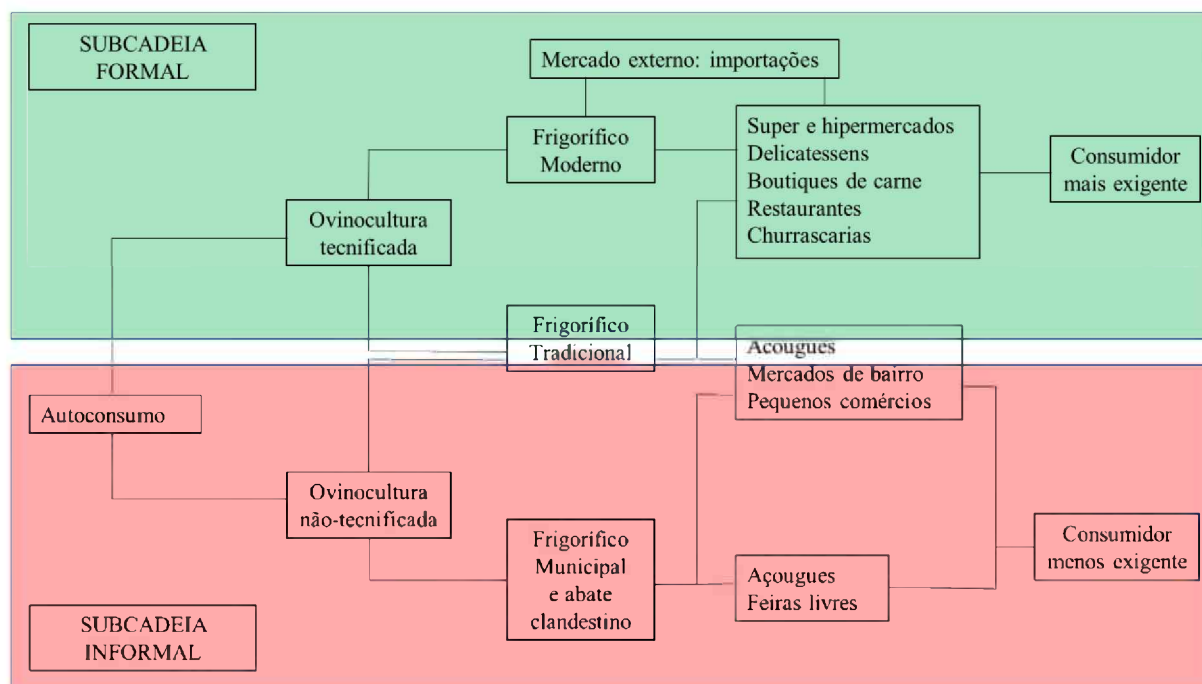 SUBCADEIA
FORMAL
Mercado externo: importações
Frigorífico
Moderno
Super e hipermercados
Delicatessens
Boutiques de carne
Restaurantes
Churrascarias
Consumidor
mais exigente
Ovinocultura
tecnificada
Frigorífico
Tradicional
Açougues
Mercados de bairro
Pequenos comércios
Autoconsumo
Ovinocultura
não-tecnificada
Frigorífico
Municipal
e abate
clandestino
Açougues
Feiras livres
Consumidor
menos exigente
SUBCADEIA
INFORMAL